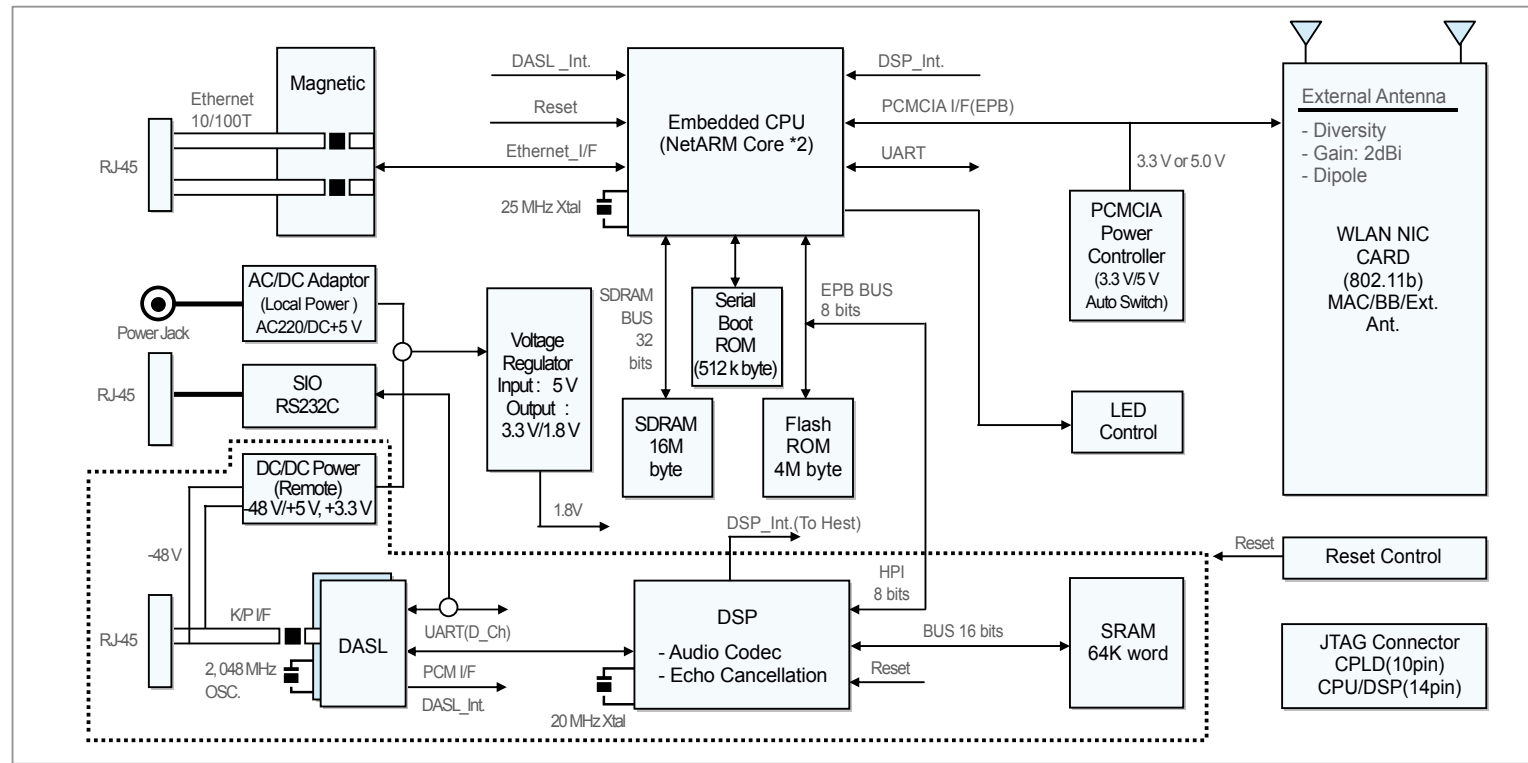 Ethernet
10/100T
RJ-45
Magnetic
DASL _Int.
Reset
Ethernet_I/F
25 MHz Xtal
Embedded CPU
(NetARM Core *2)
DSP_Int.
PCMCIA I/F(EPB)
UART
3.3 V or 5.0 V
PCMCIA
Power
Controller
(3.3 V/5 V
Auto Switch)
External Antenna
- Diversity
- Gain: 2dBi
- Dipole
WLAN NIC
CARD
(802.11b)
MAC/BB/Ext.
Ant.
Power Jack
AC/DC Adaptor
(Local Power )
AC220/DC+5 V
RJ-45
SIO
RS232C
Voltage
Regulator
Input : 5 V
Output :
3.3 V/1.8 V
1.8V
SDRAM
BUS
32
bits
Serial
Boot
ROM
(512 k byte)
EPB BUS
8 bits
SDRAM
16M
byte
Flash
ROM
4M byte
LED
Control
DC/DC Power
(Remote)
-48 V/+5 V, +3.3 V
-48 V
RJ-45
K/P I/F
2, 048 MHz
OSC.
DASL
UART(D_Ch)
PCM I/F
DASL_Int.
DSP_Int.(To Hest)
DSP
- Audio Codec
- Echo Cancellation
20 MHz Xtal
HPI
8 bits
BUS 16 bits
Reset
SRAM
64K word
Reset
Reset Control
JTAG Connector
CPLD(10pin)
CPU/DSP(14pin)